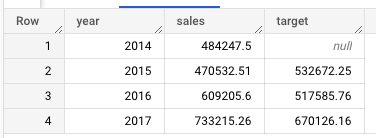 Row year sales target
1 2014 484247.5 null
2 2015 470532.51 532672.25
3 2016 609205.6 517585.76
4 2017 733215.26 670126.16